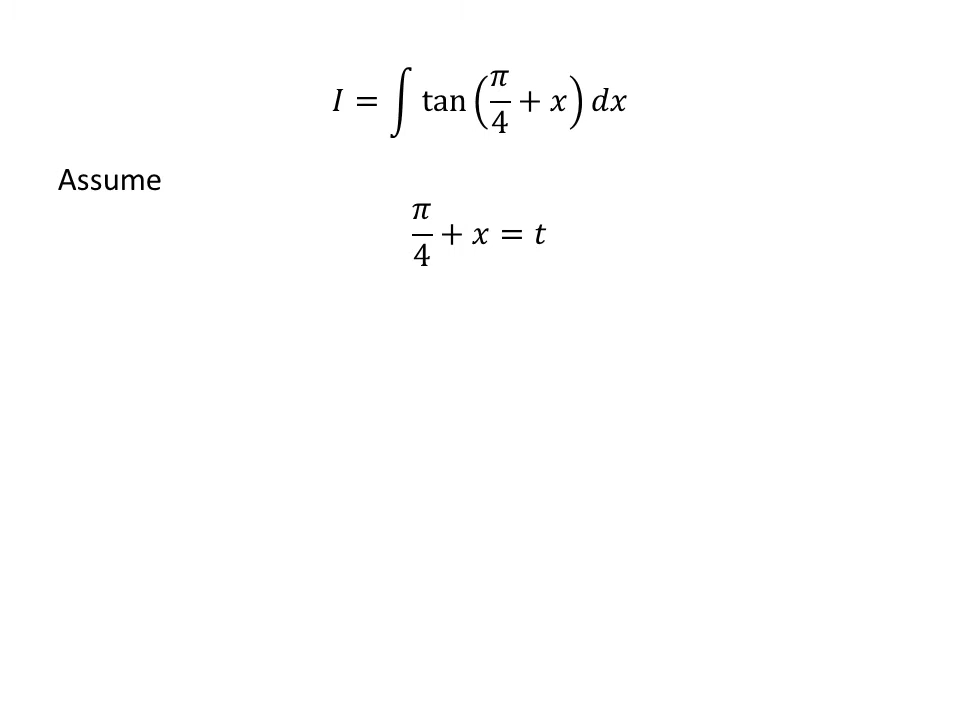 𝐼 = ∫ tan (π/4 + 𝑥) 𝑑𝑥
Assume
π/4 + 𝑥 = 𝑡